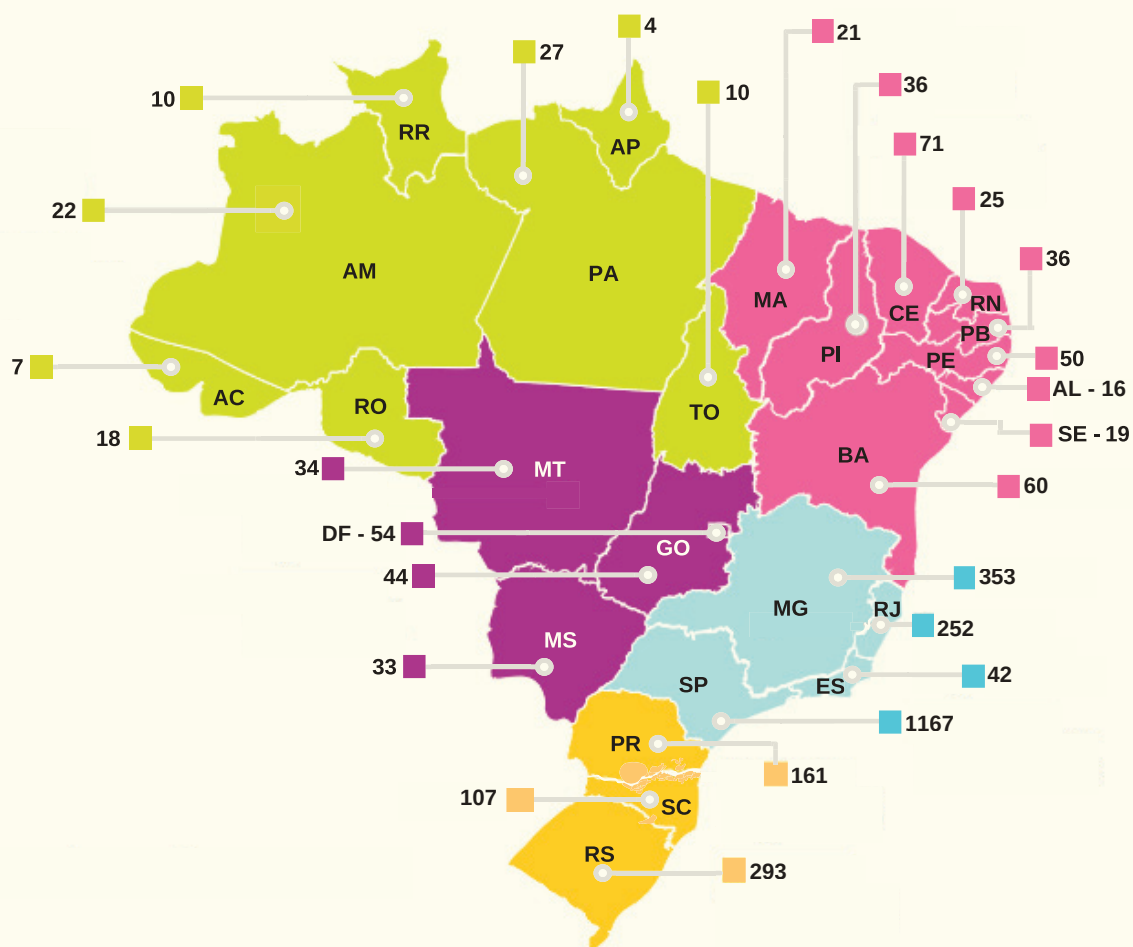 4
21
27
36
10
10
RR
AP
71
25
22
36
AM
PA
MA
RN
CE
PB
PI
PE
50
7
AC
RO
TO
AL - 16
18
SE - 19
34
MT
BA
60
DF - 54
GO
44
353
MG
RJ
252
MS
33
SP
ES
42
1167
PR
161
107
SC
RS
293